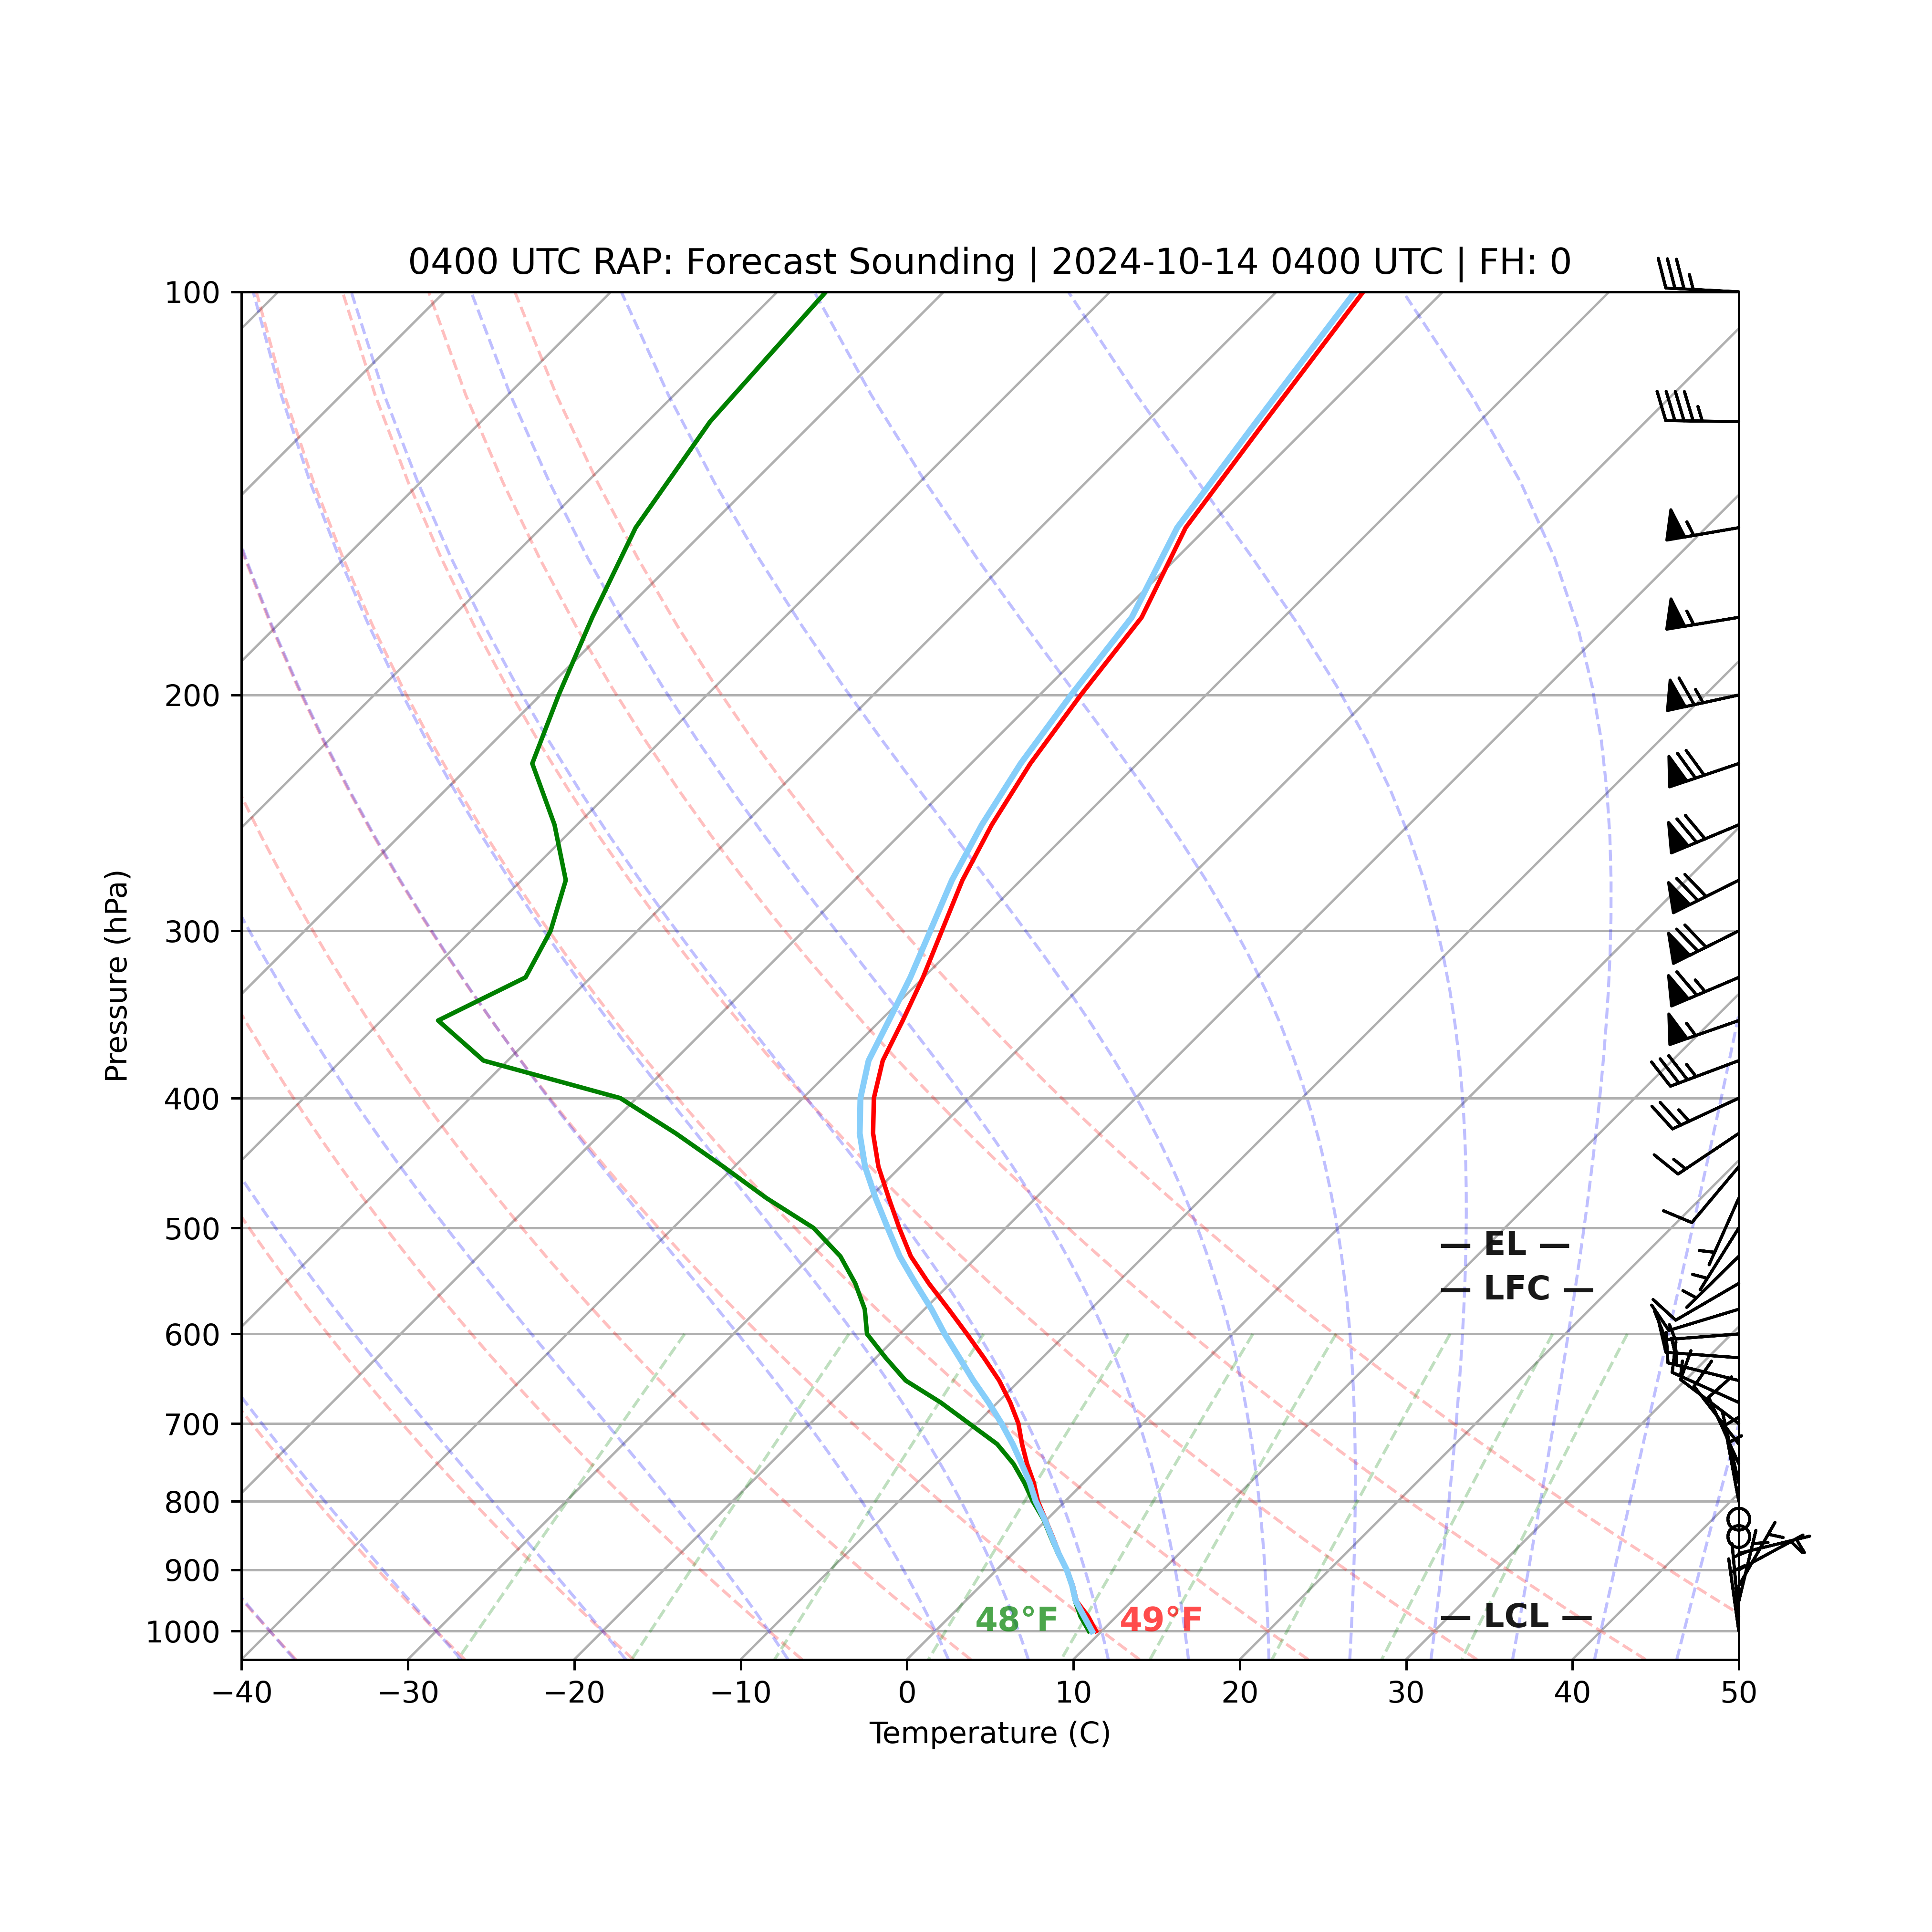 0400 UTC RAP: Forecast Sounding | 2024-10-14 0400 UTC | FH: 0
100
200
300
400
500
600
700
800
900
1000
Pressure (hPa)
— EL —
— LFC —
— LCL —
48°F
49°F
−40 −30 −20 −10 0 10 20 30 40 50
Temperature (C)